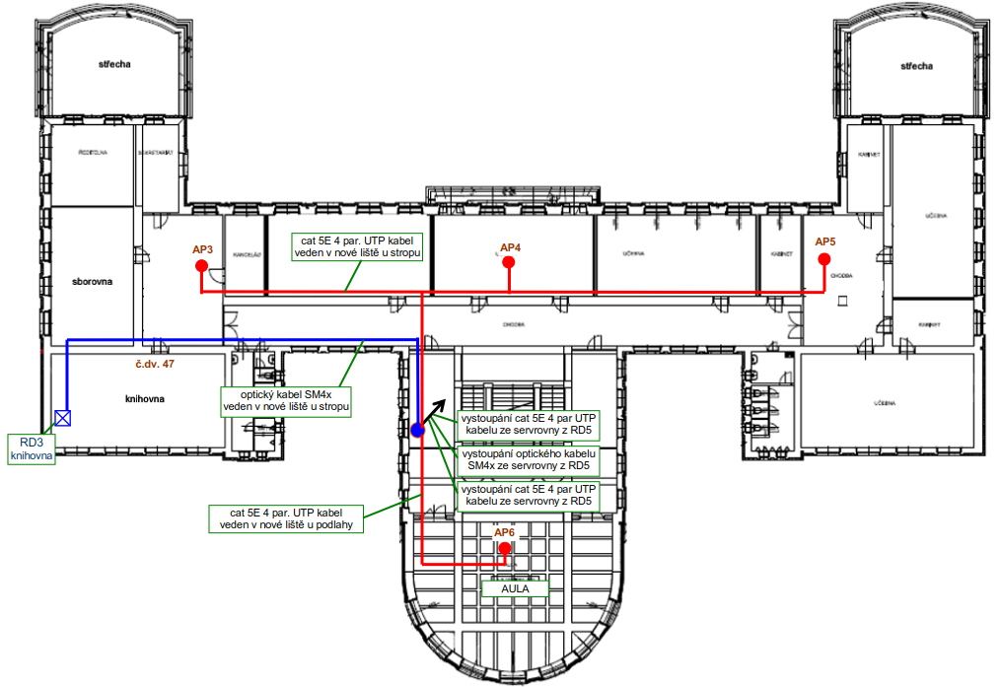 střecha
střecha
ŘEDITELNA
SEKRETARIÁT
KABINET
UČEBNA
AP3
cat 5E 4 par. UTP kabel
veden v nové liště u stropu
AP4
AP5
KANCELÁŘ
UČEBNA
KABINET
CHODBA
sborovna
CHODBA
KABINET
č.dv. 47
knihovna
optický kabel SM4x
veden v nové liště u stropu
UČEBNA
vystoupání cat 5E 4 par UTP
kabelu ze servrovny z RD5
RD3
knihovna
vystoupání optického kabelu
SM4x ze servrovny z RD5
vystoupání cat 5E 4 par UTP
kabelu ze servrovny z RD5
cat 5E 4 par. UTP kabel
veden v nové liště u podlahy
AP6
AULA